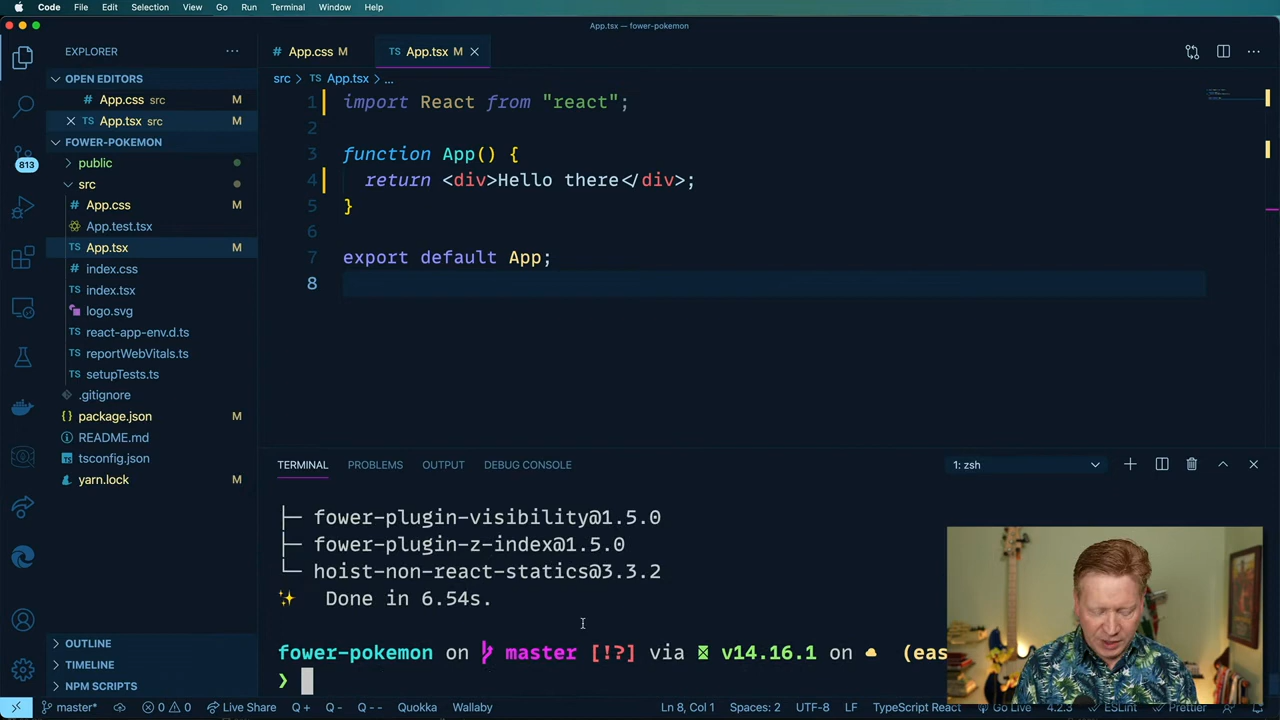 Code File Edit Selection View Go Run Terminal Window Help
App.tsx — fower-pokemon
EXPLORER
OPEN EDITORS
App.css src M
App.tsx src M
FOWER-POKEMON
public
src
App.css M
App.test.tsx
App.tsx M
index.css
TS index.tsx
logo.svg
TS react-app-env.d.ts
TS reportWebVitals.ts
TS setupTests.ts
.gitignore
{} package.json M
README.md
TS tsconfig.json
yarn.lock M
OUTLINE
TIMELINE
NPM SCRIPTS
813
# App.css M
TS App.tsx M
src > TS App.tsx > ...
1 import React from "react";
2
3 function App() {
4 return <div>Hello there</div>;
5 }
6
7 export default App;
8
TERMINAL PROBLEMS OUTPUT DEBUG CONSOLE
1: zsh
├─ fower-plugin-visibility@1.5.0
├─ fower-plugin-z-index@1.5.0
└─ hoist-non-react-statics@3.3.2
✨ Done in 6.54s.
fower-pokemon on master [!?] via v14.16.1 on (eas
❯
master* 0 0 Live Share Q + Q - Q - - Quokka Wallaby Ln 8, Col 1 Spaces: 2 UTF-8 LF TypeScript React Go Live 4.2.3 ESLint Prettier